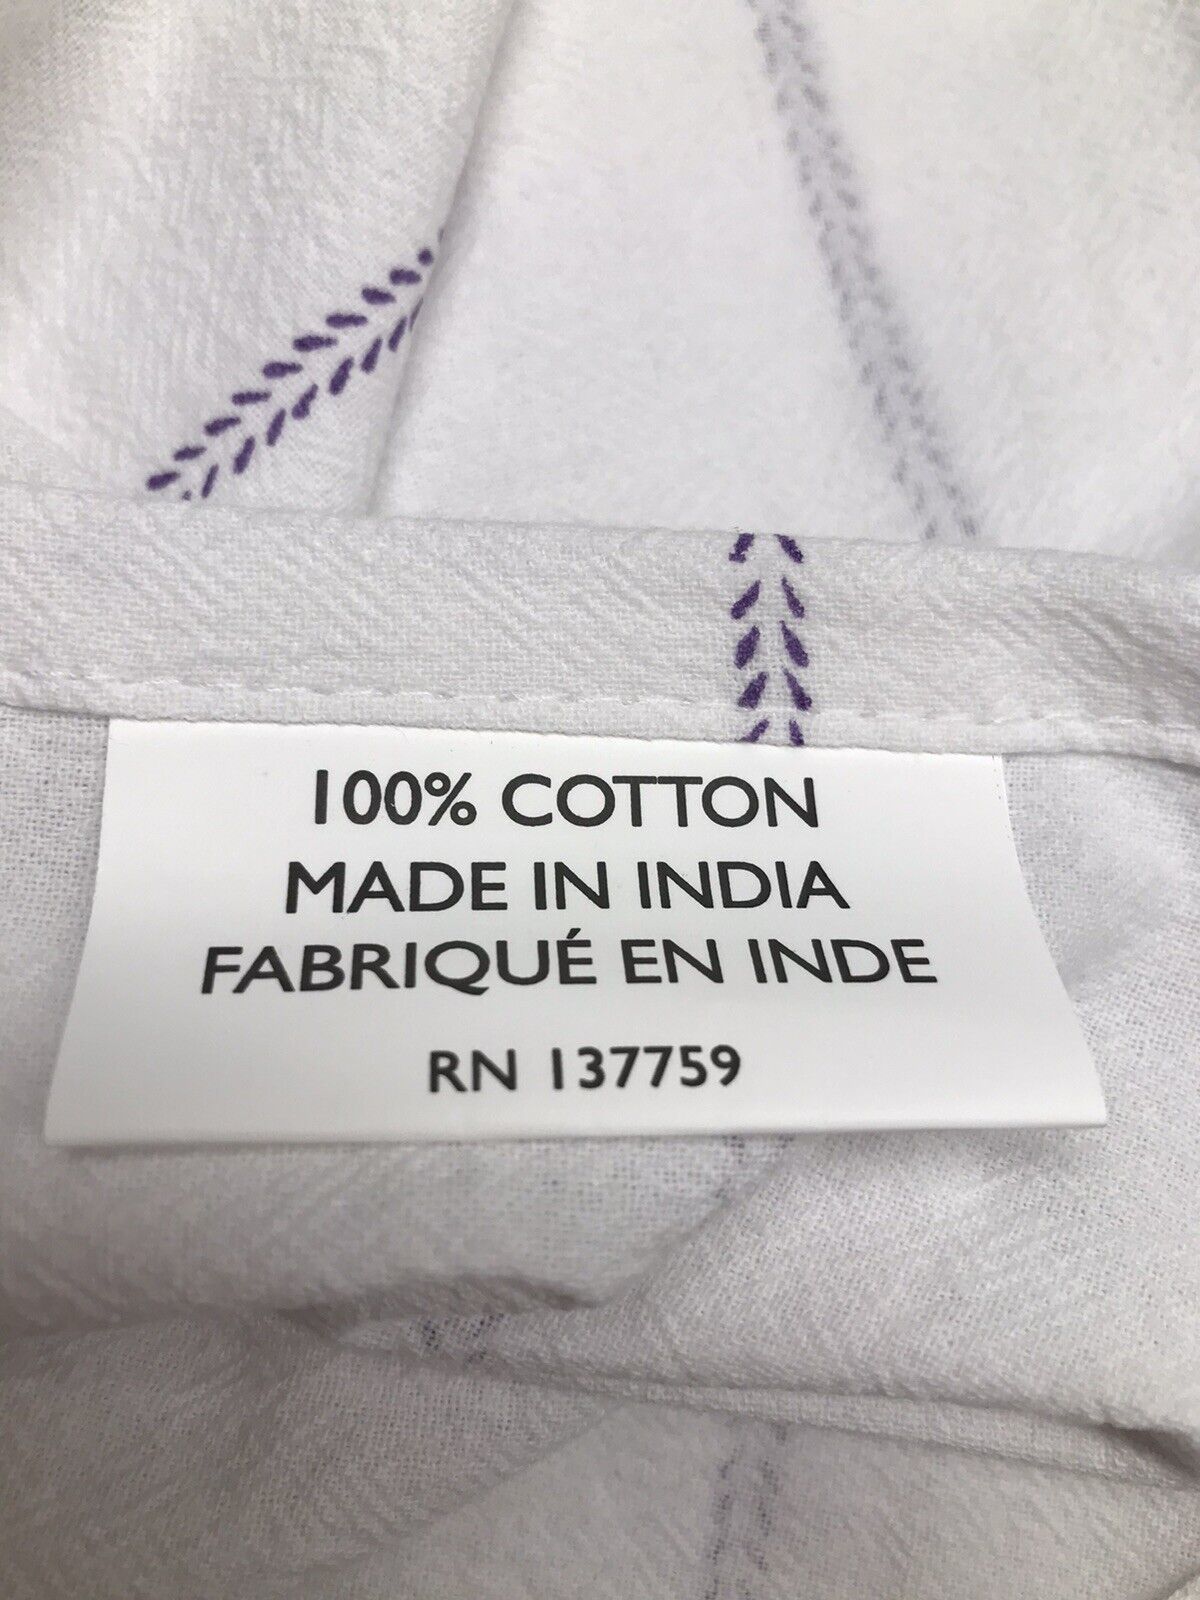 100% COTTON
MADE IN INDIA
FABRIQUÉ EN INDE
RN 137759